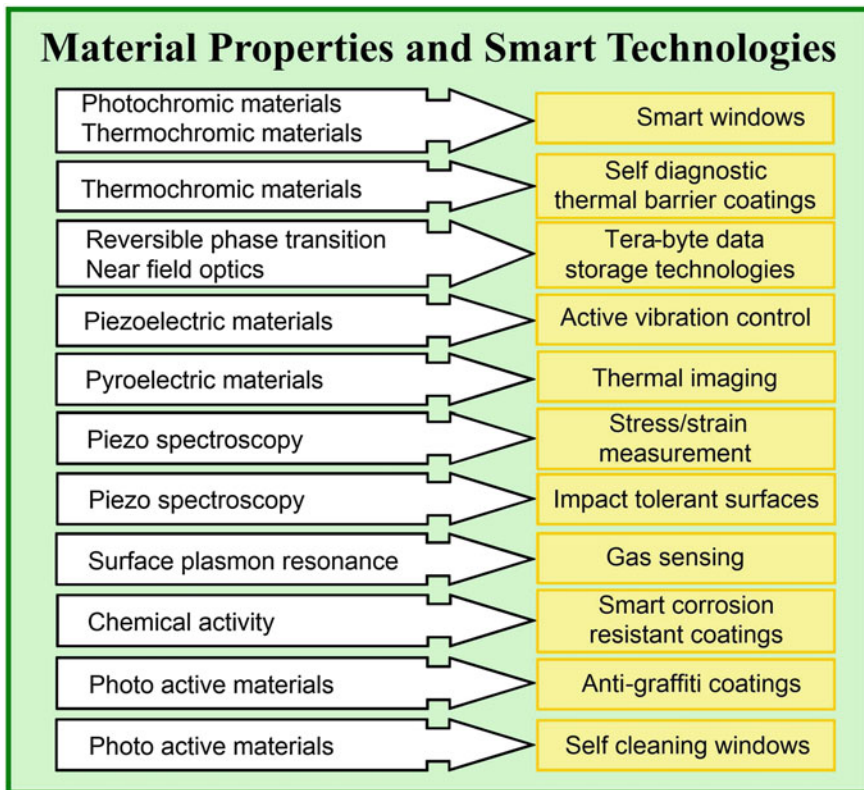 Material Properties and Smart Technologies
Photochromic materials
Thermochromic materials
Smart windows
Thermochromic materials
Self diagnostic
thermal barrier coatings
Reversible phase transition
Near field optics
Tera-byte data
storage technologies
Piezoelectric materials
Active vibration control
Pyroelectric materials
Thermal imaging
Piezo spectroscopy
Stress/strain
measurement
Piezo spectroscopy
Impact tolerant surfaces
Surface plasmon resonance
Gas sensing
Chemical activity
Smart corrosion
resistant coatings
Photo active materials
Anti-graffiti coatings
Photo active materials
Self cleaning windows